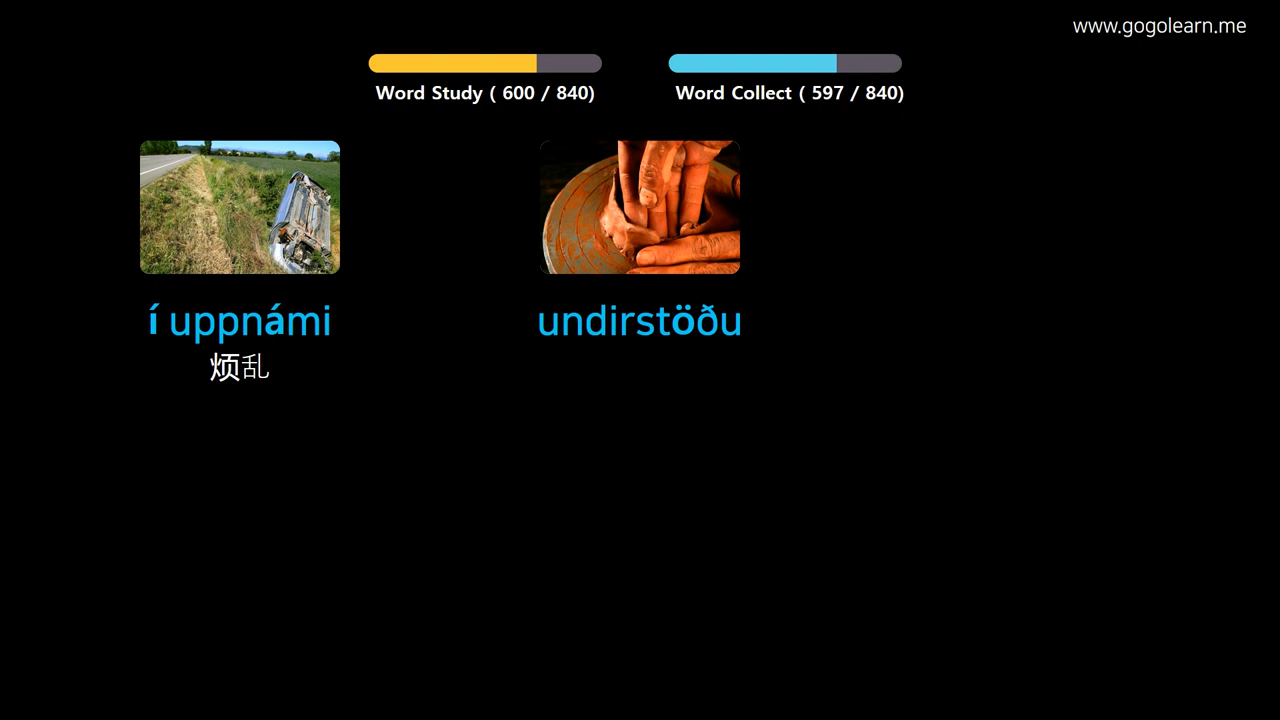 www.gogolearn.me
Word Study ( 600 / 840)
Word Collect ( 597 / 840)
í uppnámi
烦乱
undirstöðu